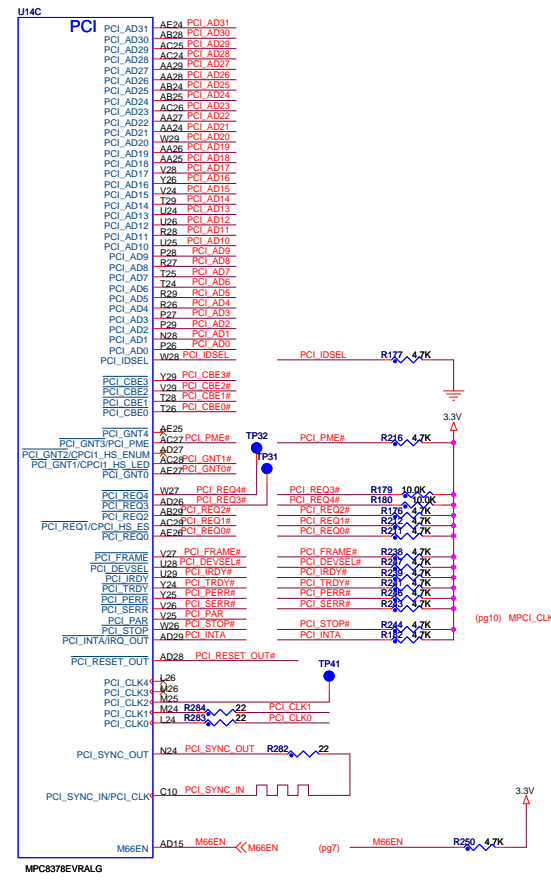 U14C
PCI
PCI_AD31 AE24 PCI_AD31
PCI_AD30 AB28 PCI_AD30
PCI_AD29 AC25 PCI_AD29
PCI_AD28 AC24 PCI_AD28
PCI_AD27 AA29 PCI_AD27
PCI_AD26 AA28 PCI_AD26
PCI_AD25 AB24 PCI_AD25
PCI_AD24 AB25 PCI_AD24
PCI_AD23 AC26 PCI_AD23
PCI_AD22 AA27 PCI_AD22
PCI_AD21 AA24 PCI_AD21
PCI_AD20 W29 PCI_AD20
PCI_AD19 AA26 PCI_AD19
PCI_AD18 AA25 PCI_AD18
PCI_AD17 V28 PCI_AD17
PCI_AD16 Y26 PCI_AD16
PCI_AD15 V24 PCI_AD15
PCI_AD14 T29 PCI_AD14
PCI_AD13 U24 PCI_AD13
PCI_AD12 U26 PCI_AD12
PCI_AD11 R28 PCI_AD11
PCI_AD10 U25 PCI_AD10
PCI_AD9 P28 PCI_AD9
PCI_AD8 R27 PCI_AD8
PCI_AD7 T25 PCI_AD7
PCI_AD6 T24 PCI_AD6
PCI_AD5 R29 PCI_AD5
PCI_AD4 R26 PCI_AD4
PCI_AD3 P27 PCI_AD3
PCI_AD2 P29 PCI_AD2
PCI_AD1 N28 PCI_AD1
PCI_AD0 P26 PCI_AD0
PCI_IDSEL W28 PCI_IDSEL PCI_IDSEL R177 4.7K
PCI_CBE3 Y29 PCI_CBE3#
PCI_CBE2 V29 PCI_CBE2#
PCI_CBE1 T28 PCI_CBE1#
PCI_CBE0 T26 PCI_CBE0#
3.3V
PCI_GNT4 AE25
PCI_GNT3/PCI_PME AC27 PCI_PME# TP32 PCI_PME# R216 4.7K
PCI_GNT2/CPCI1_HS_ENUM AD27
PCI_GNT1/CPCI1_HS_LED AC28 PCI_GNT1# TP31
PCI_GNT0 AE27 PCI_GNT0#
PCI_REQ4 W27 PCI_REQ4# PCI_REQ3# R179 10.0K
PCI_REQ3 AD26 PCI_REQ3# PCI_REQ4# R180 10.0K
PCI_REQ2 AB29 PCI_REQ2# PCI_REQ2# R176 4.7K
PCI_REQ1/CPCI_HS_ES AC29 PCI_REQ1# PCI_REQ1# R212 4.7K
PCI_REQ0 AE26 PCI_REQ0# PCI_REQ0# R211 4.7K
PCI_FRAME V27 PCI_FRAME# PCI_FRAME# R238 4.7K
PCI_DEVSEL U28 PCI_DEVSEL# PCI_DEVSEL# 4.7K
PCI_IRDY U29 PCI_IRDY# PCI_IRDY# R239 4.7K
PCI_TRDY Y24 PCI_TRDY# PCI_TRDY# 4.7K
PCI_PERR Y25 PCI_PERR# PCI_PERR# 4.7K
PCI_SERR V26 PCI_SERR# PCI_SERR# R243 4.7K
PCI_PAR V25 PCI_PAR (pg10) MPCI_CLK
PCI_STOP W26 PCI_STOP# PCI_STOP# R244 4.7K
PCI_INTA/IRQ_OUT AD29 PCI_INTA PCI_INTA R182 4.7K
PCI_RESET_OUT AD28 PCI_RESET_OUT#
TP41
PCI_CLK4 L26
PCI_CLK3 M26
PCI_CLK2 M25
PCI_CLK1 M24 R284 22 PCI_CLK1
PCI_CLK0 L24 R283 22 PCI_CLK0
PCI_SYNC_OUT N24 PCI_SYNC_OUT R282 22
PCI_SYNC_IN/PCI_CLK C10 PCI_SYNC_IN
3.3V
M66EN AD15 M66EN M66EN (pg7) M66EN R250 4.7K
MPC8378EVRALG